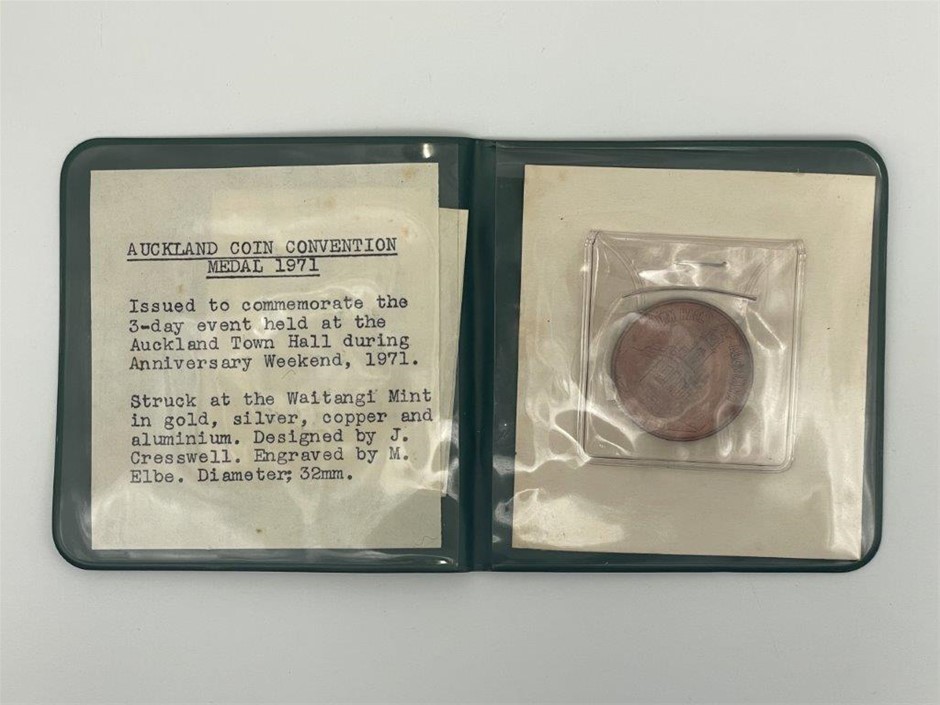 AUCKLAND COIN CONVENTION
MEDAL 1971
Issued to commemorate the
3-day event held at the
Auckland Town Hall during
Anniversary Weekend, 1971.
Struck at the Waitangi Mint
in gold, silver, copper and
aluminium. Designed by J.
Cresswell. Engraved by M.
Elbe. Diameter; 32mm.